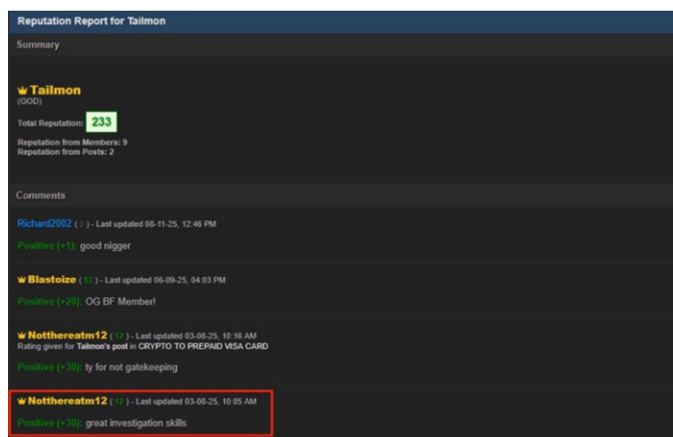 Reputation Report for Tailmon
Summary
Tailmon
(GOD)
Total Reputation: 233
Reputation from Members: 9
Reputation from Posts: 2
Comments
Richard2002 ( 0 ) - Last updated 08-11-25, 12:46 PM
Positive (+1): good nigger
Blastoize ( 63 ) - Last updated 06-09-25, 04:03 PM
Positive (+20): OG BF Member!
Notthereatm12 ( 12 ) - Last updated 03-08-25, 10:16 AM
Rating given for Tailmon's post in CRYPTO TO PREPAID VISA CARD
Positive (+30): ty for not gatekeeping
Notthereatm12 ( 12 ) - Last updated 03-08-25, 10:05 AM
Positive (+30): great investigation skills